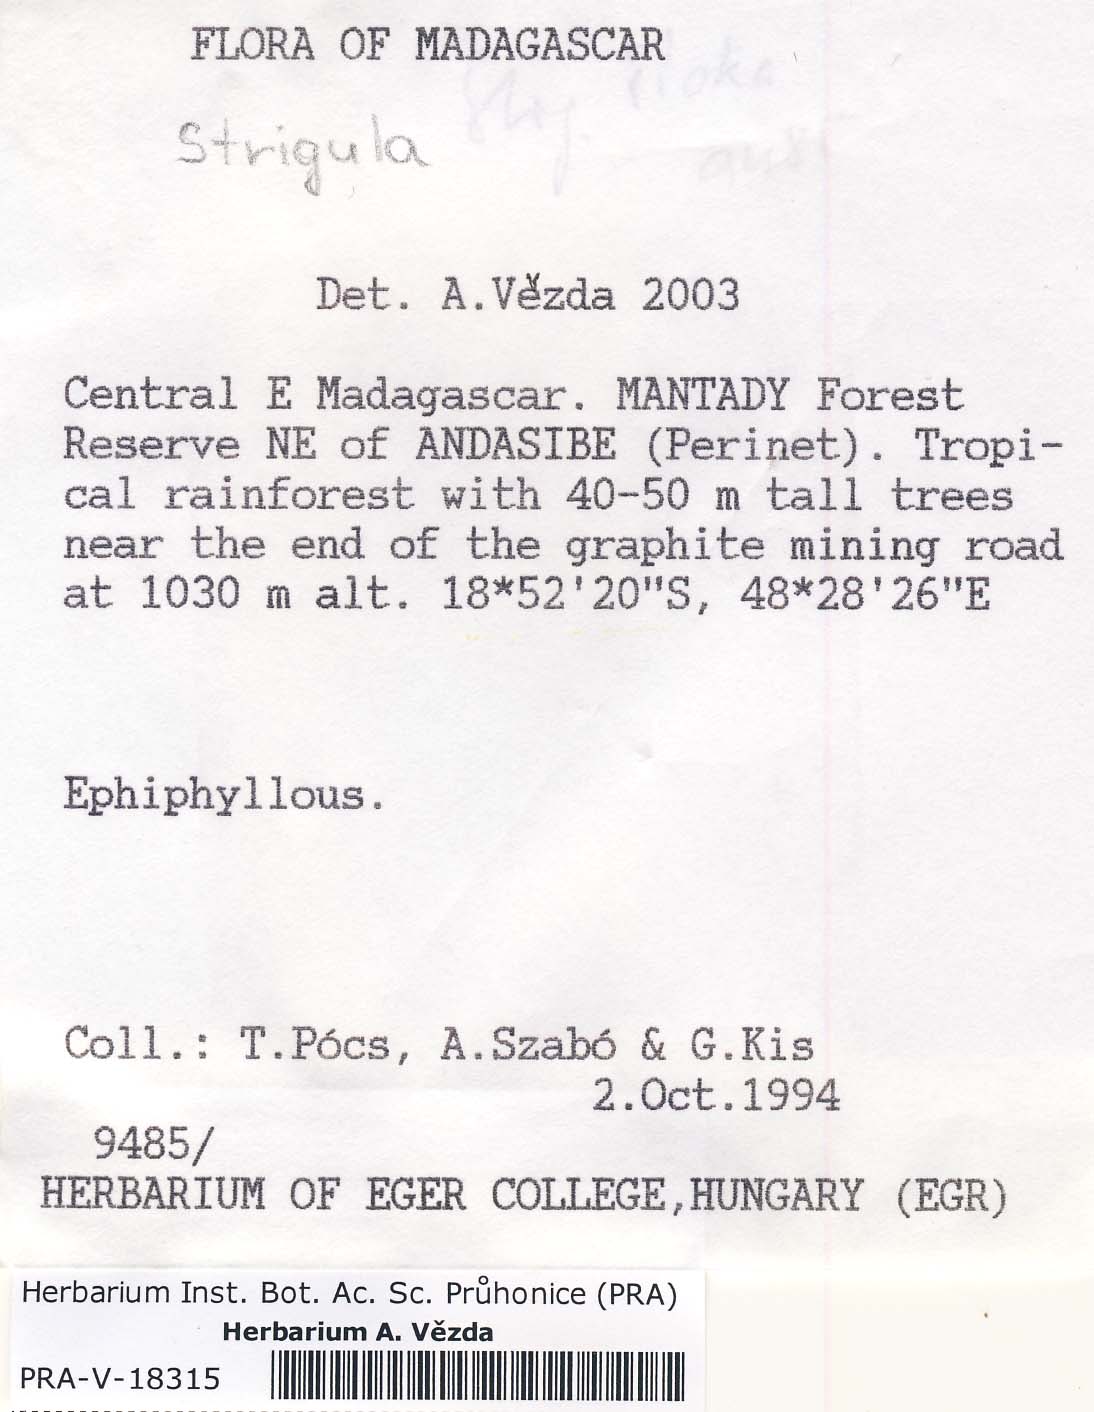 FLORA OF MADAGASCAR
Strigula
Det. A.Vězda 2003
Central E Madagascar. MANTADY Forest
Reserve NE of ANDASIBE (Perinet). Tropi-
cal rainforest with 40-50 m tall trees
near the end of the graphite mining road
at 1030 m alt. 18*52'20"S, 48*28'26"E
Ephiphyllous.
Coll.: T.Pócs, A.Szabó & G.Kis
2.Oct.1994
9485/
HERBARIUM OF EGER COLLEGE,HUNGARY (EGR)
Herbarium Inst. Bot. Ac. Sc. Průhonice (PRA)
Herbarium A. Vězda
PRA-V-18315